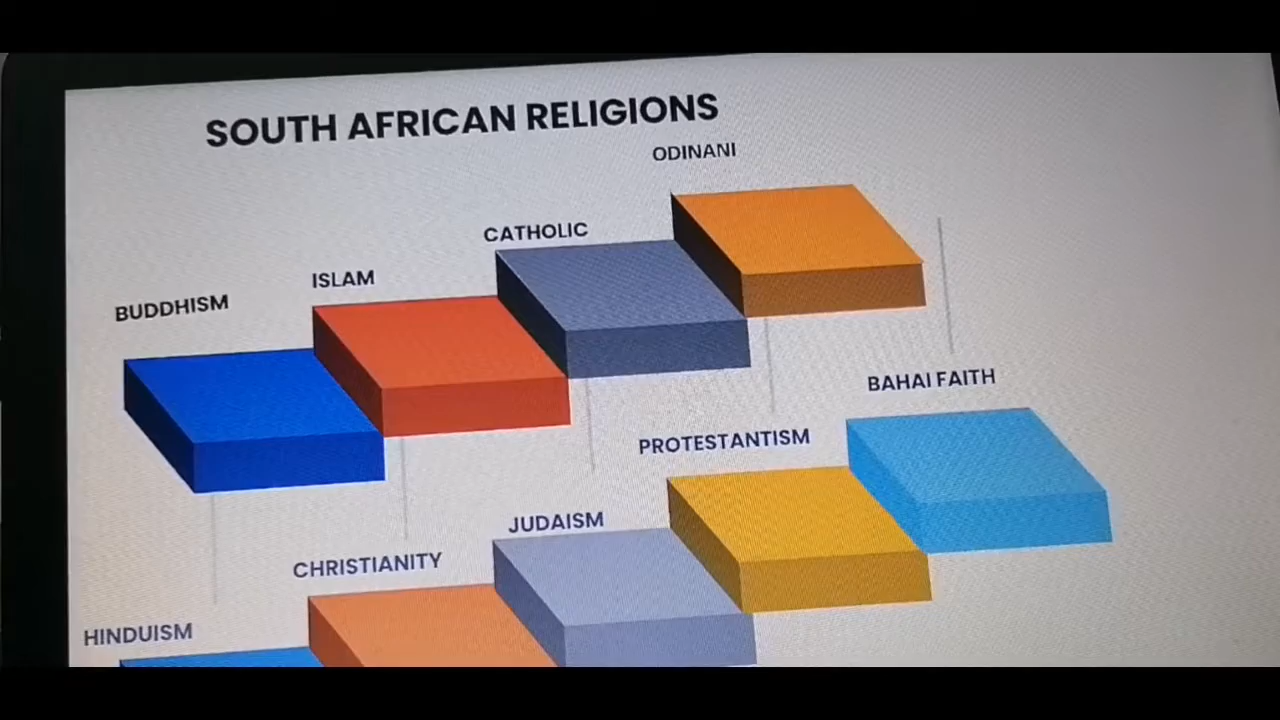 SOUTH AFRICAN RELIGIONS
ODINANI
CATHOLIC
ISLAM
BUDDHISM
BAHAI FAITH
PROTESTANTISM
JUDAISM
CHRISTIANITY
HINDUISM